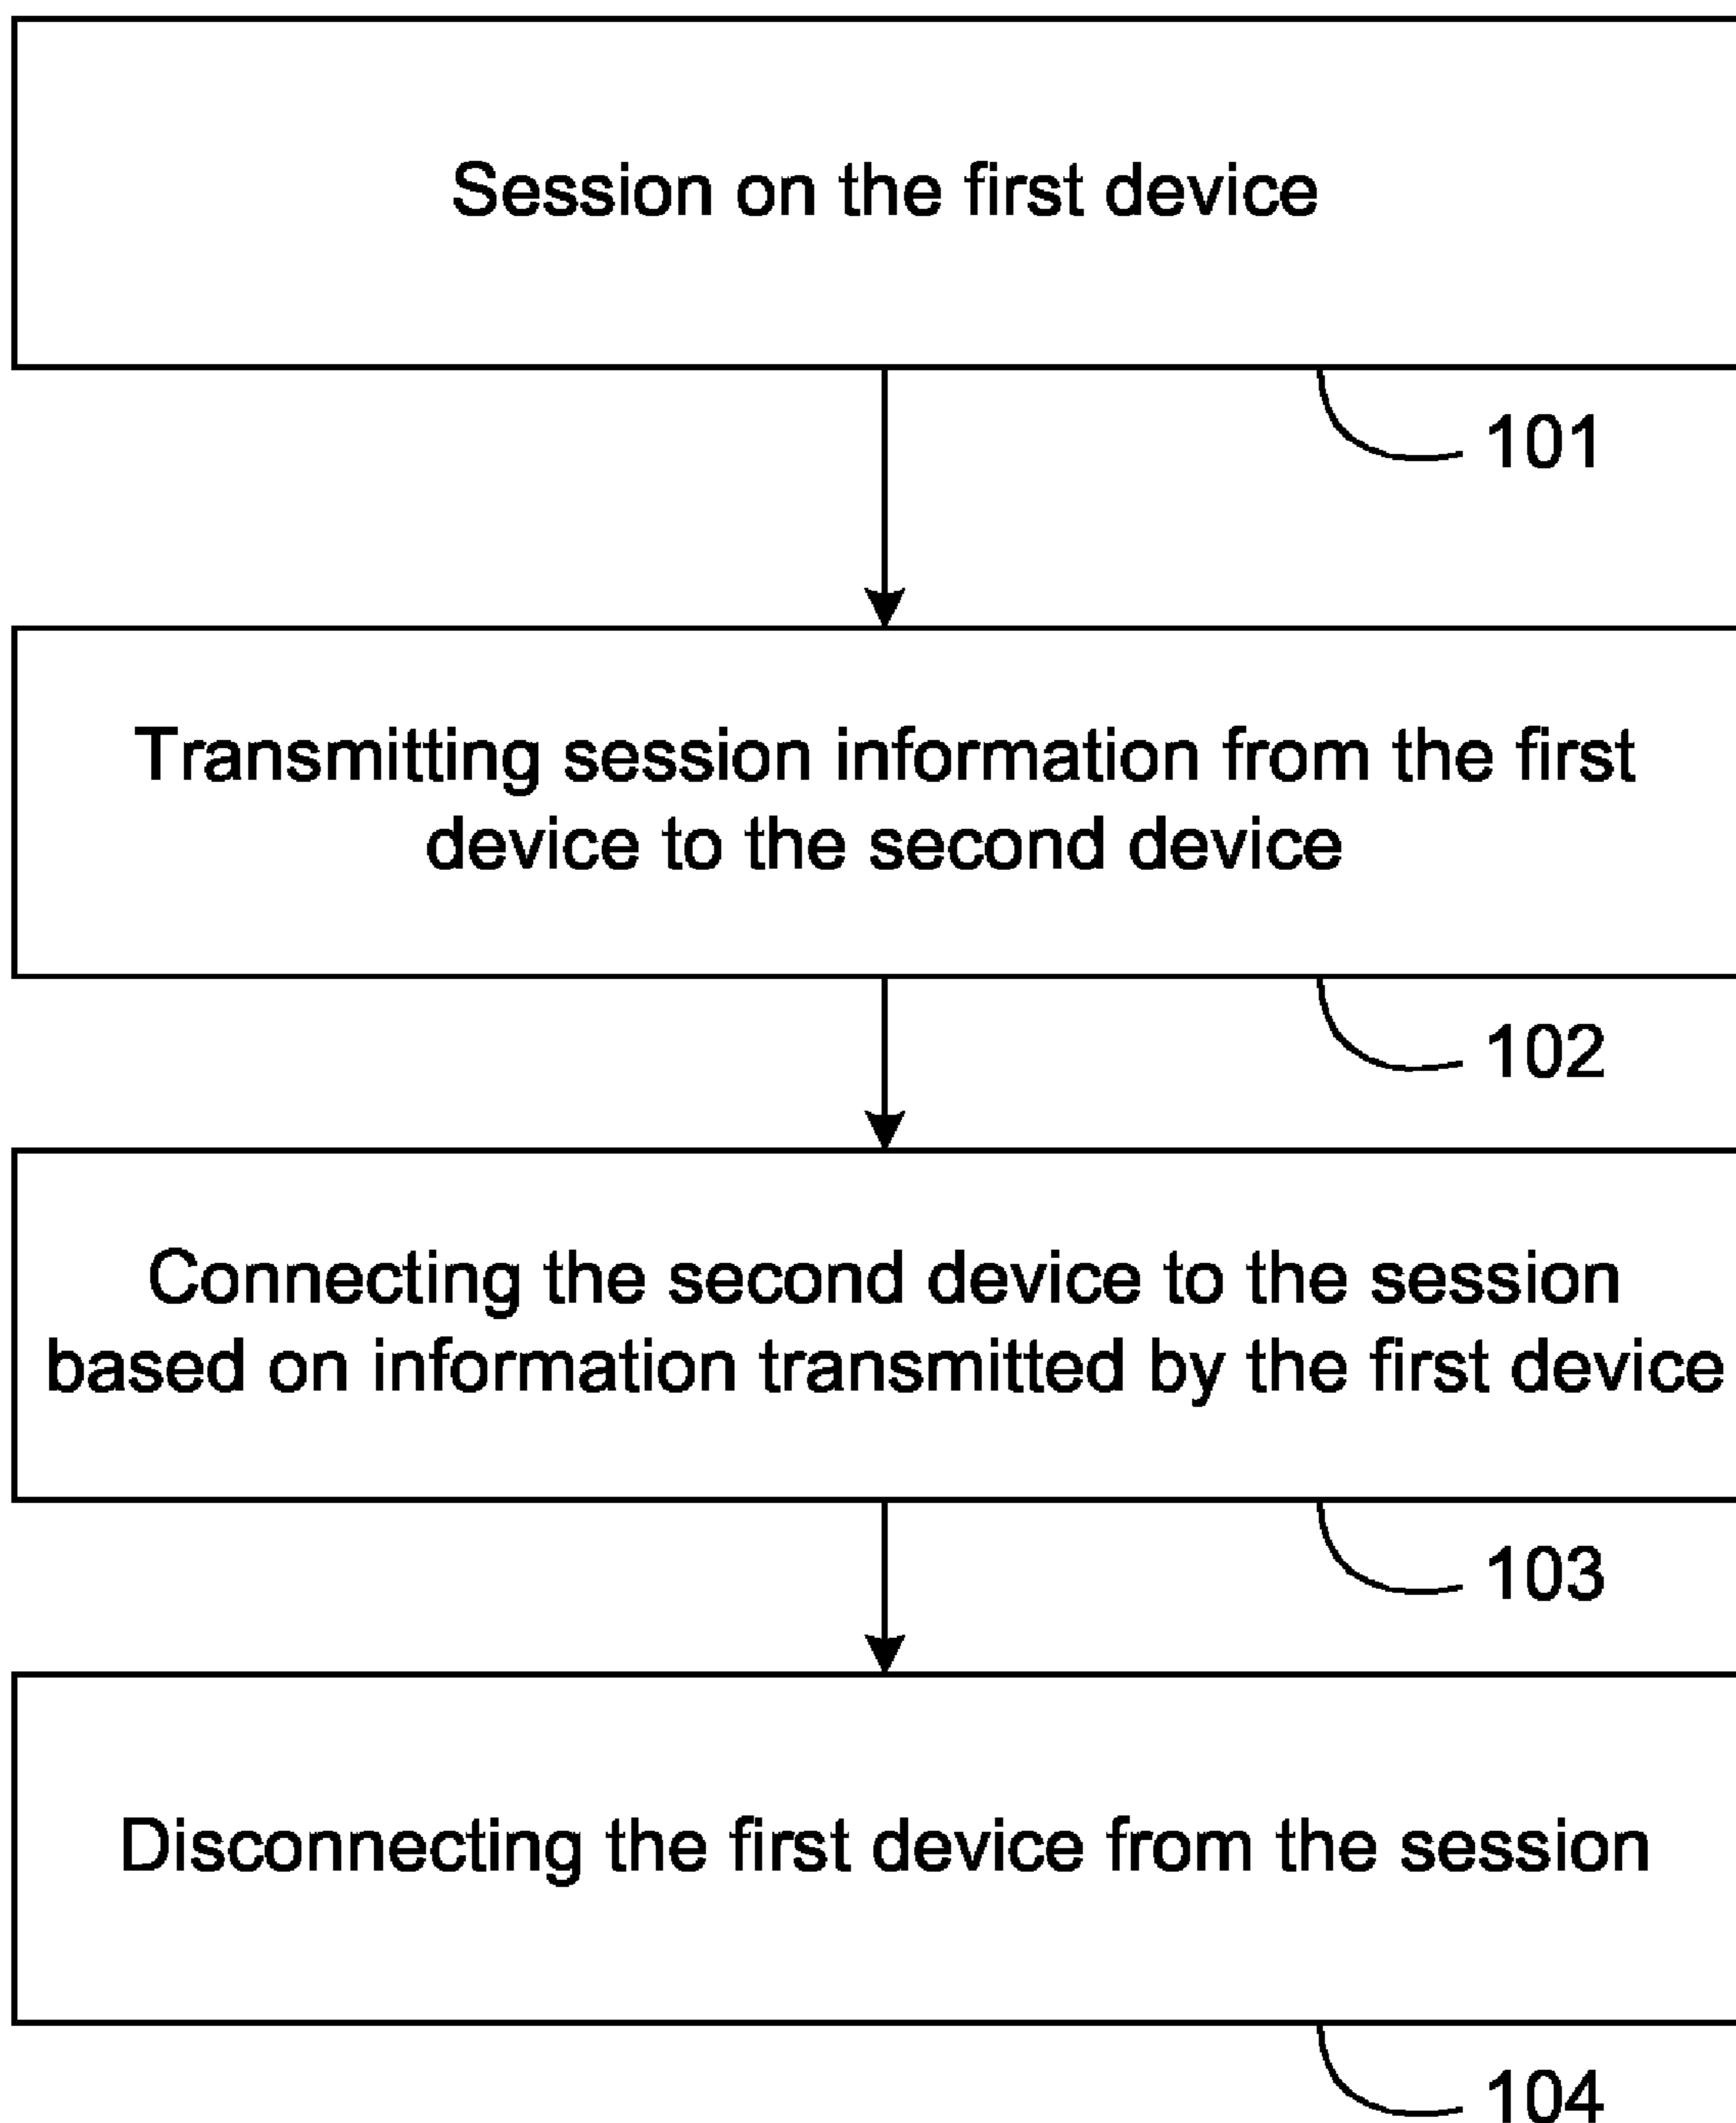 Session on the first device
101
Transmitting session information from the first
device to the second device
102
Connecting the second device to the session
based on information transmitted by the first device
103
Disconnecting the first device from the session
104